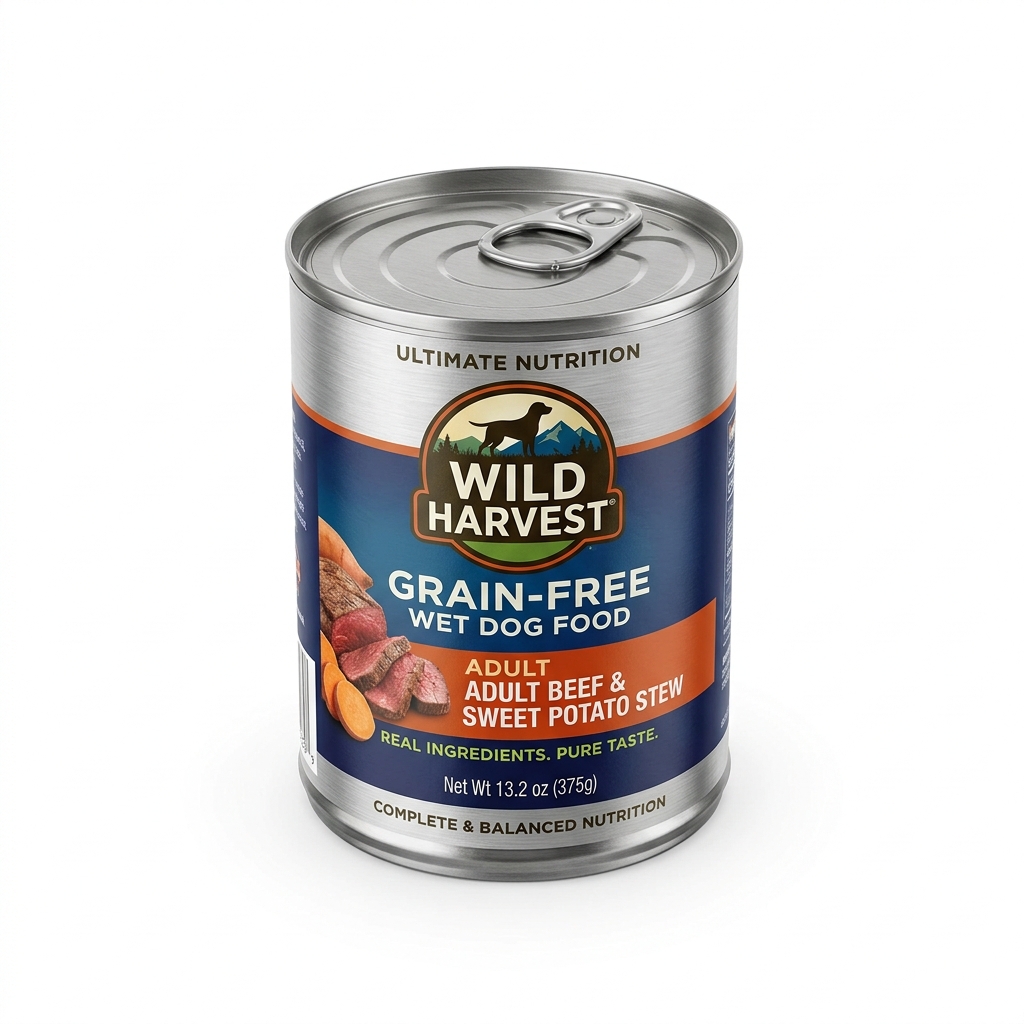 ULTIMATE NUTRITION
WILD
HARVEST®
GRAIN-FREE
WET DOG FOOD
ADULT
ADULT BEEF &
SWEET POTATO STEW
REAL INGREDIENTS. PURE TASTE.
Net Wt 13.2 oz (375g)
COMPLETE & BALANCED NUTRITION